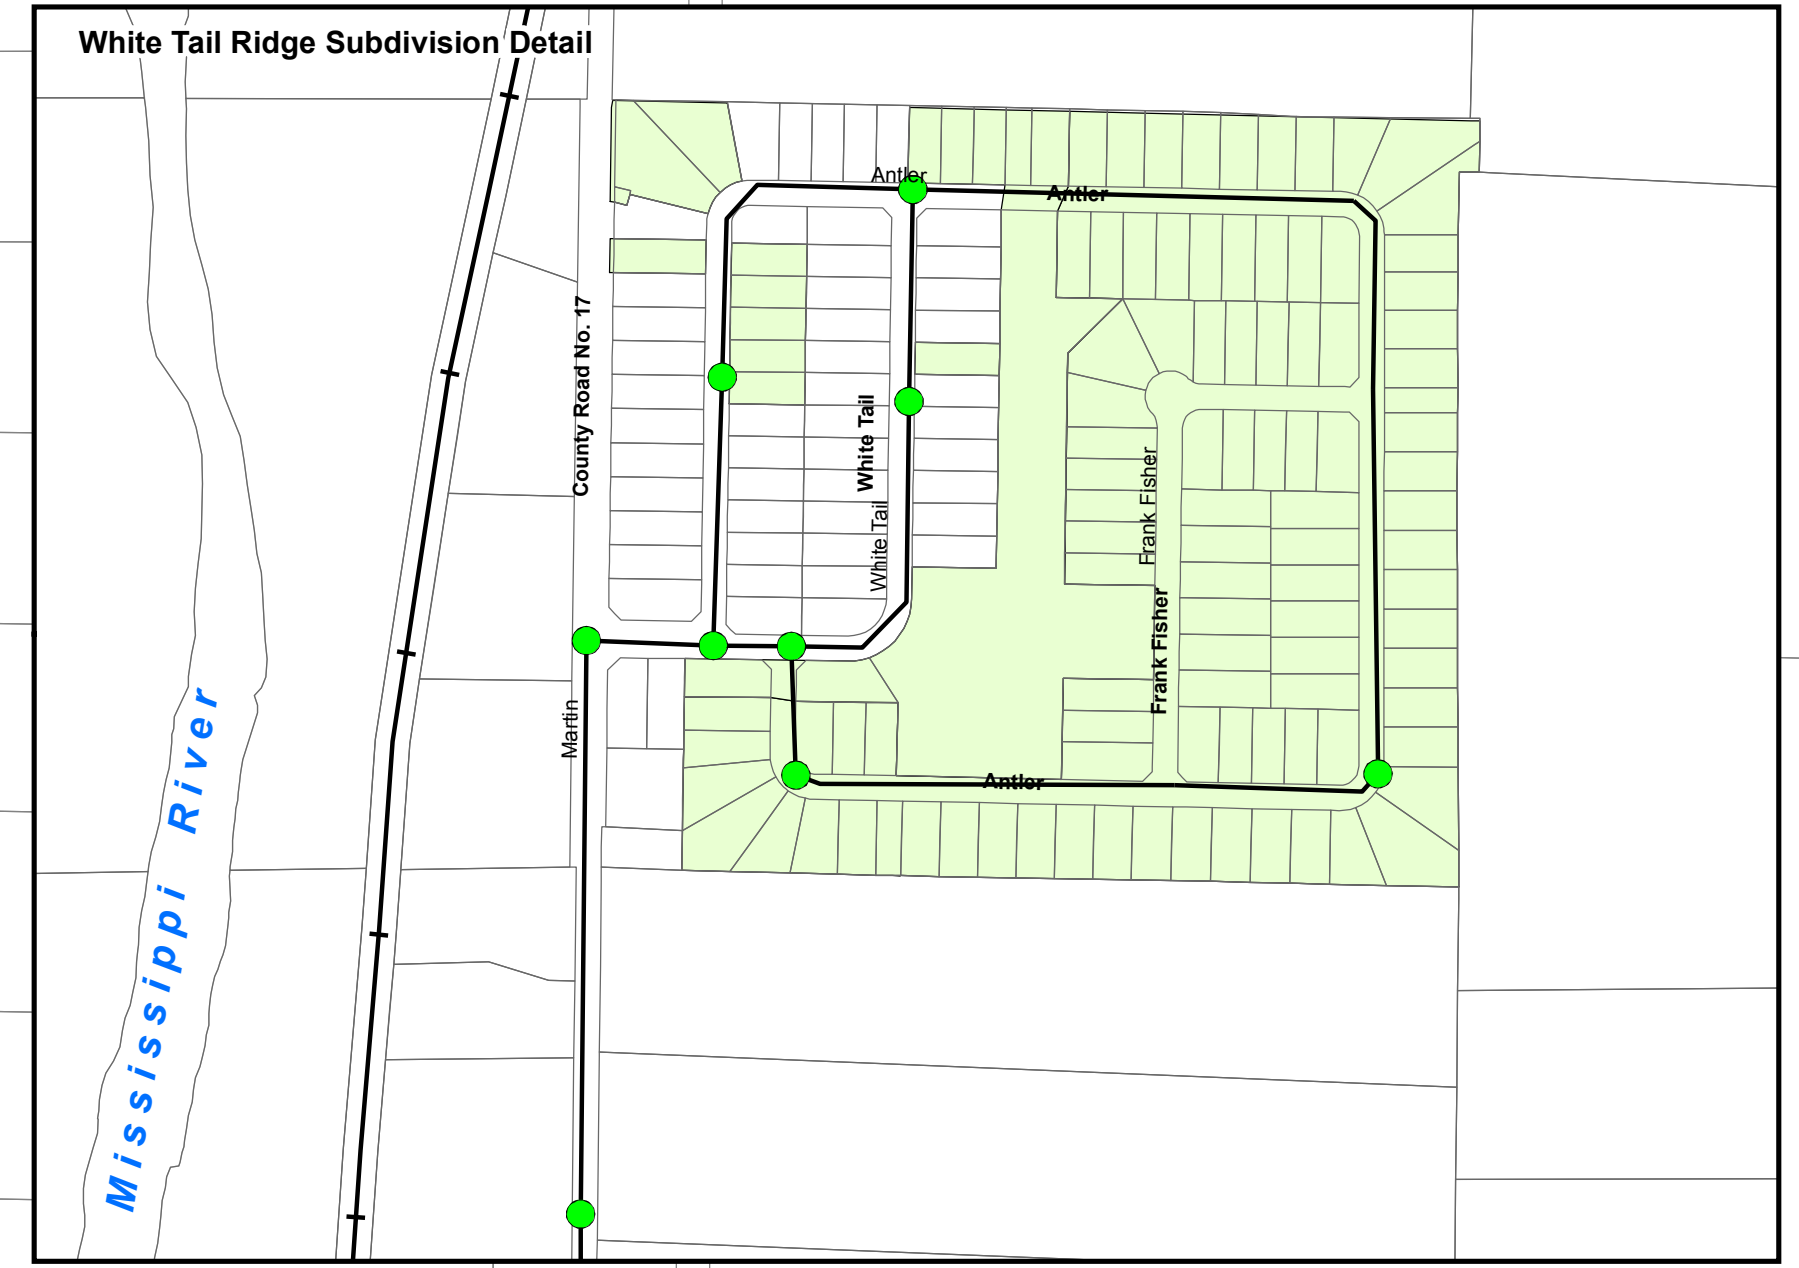 White Tail Ridge Subdivision Detail
Antler
Antler
County Road No. 17
White Tail
White Tail
Frank Fisher
Frank Fisher
Martin
Antler
Mississippi River